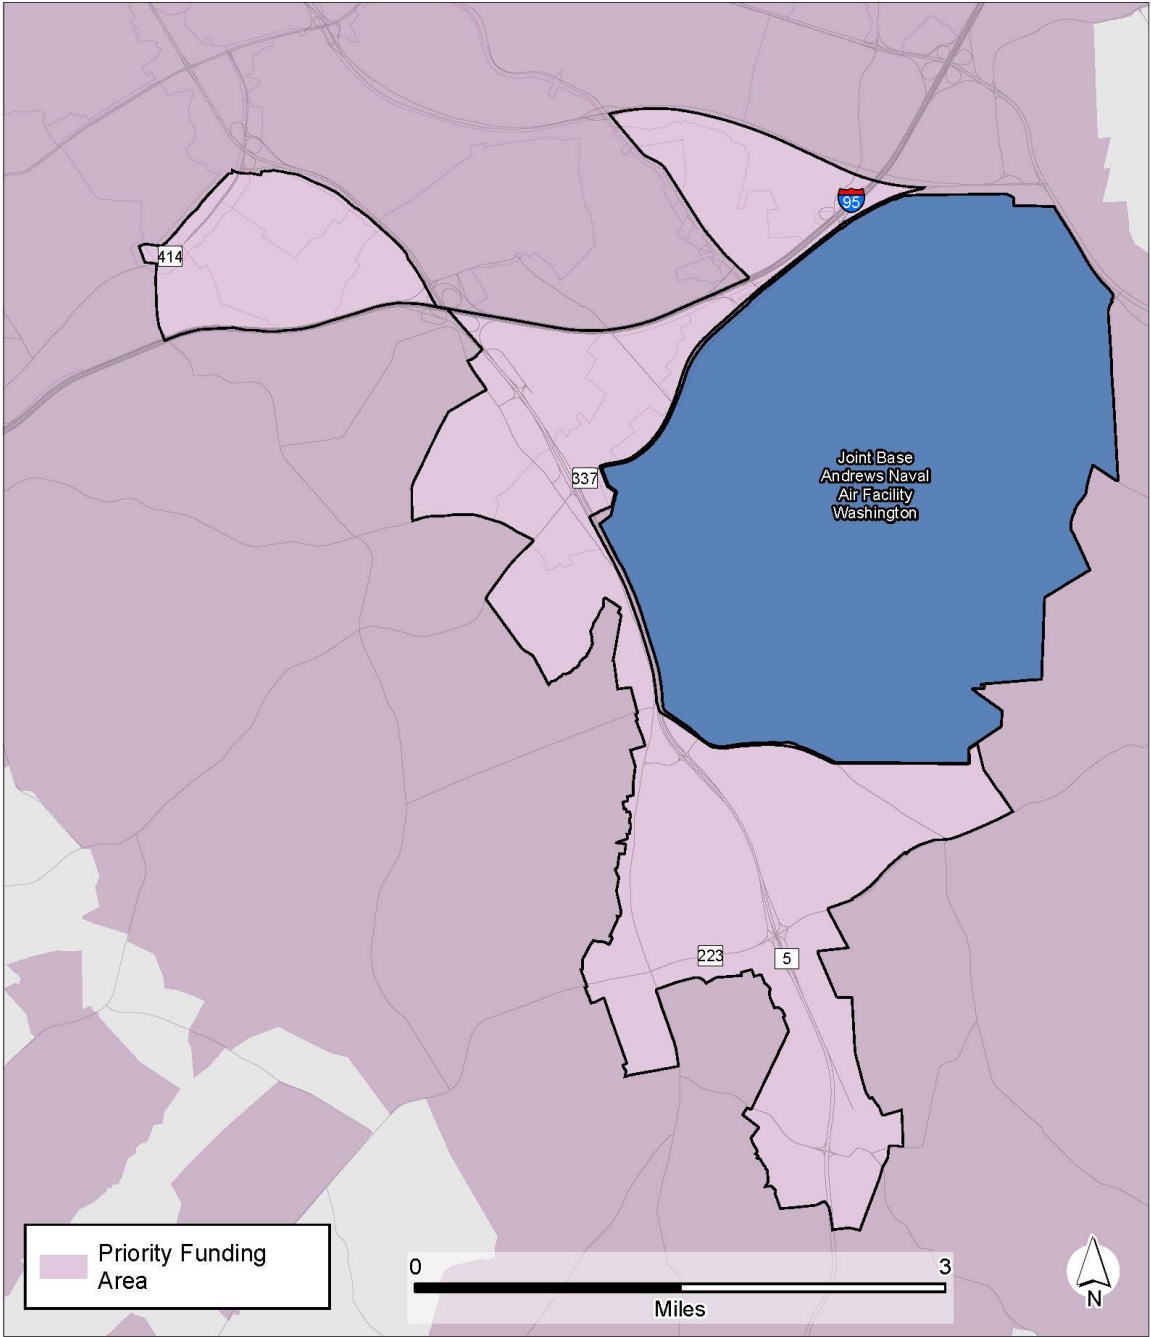 95
414
Joint Base
Andrews Naval
Air Facility
Washington
337
223
5
Priority Funding
Area
0
3
Miles
N